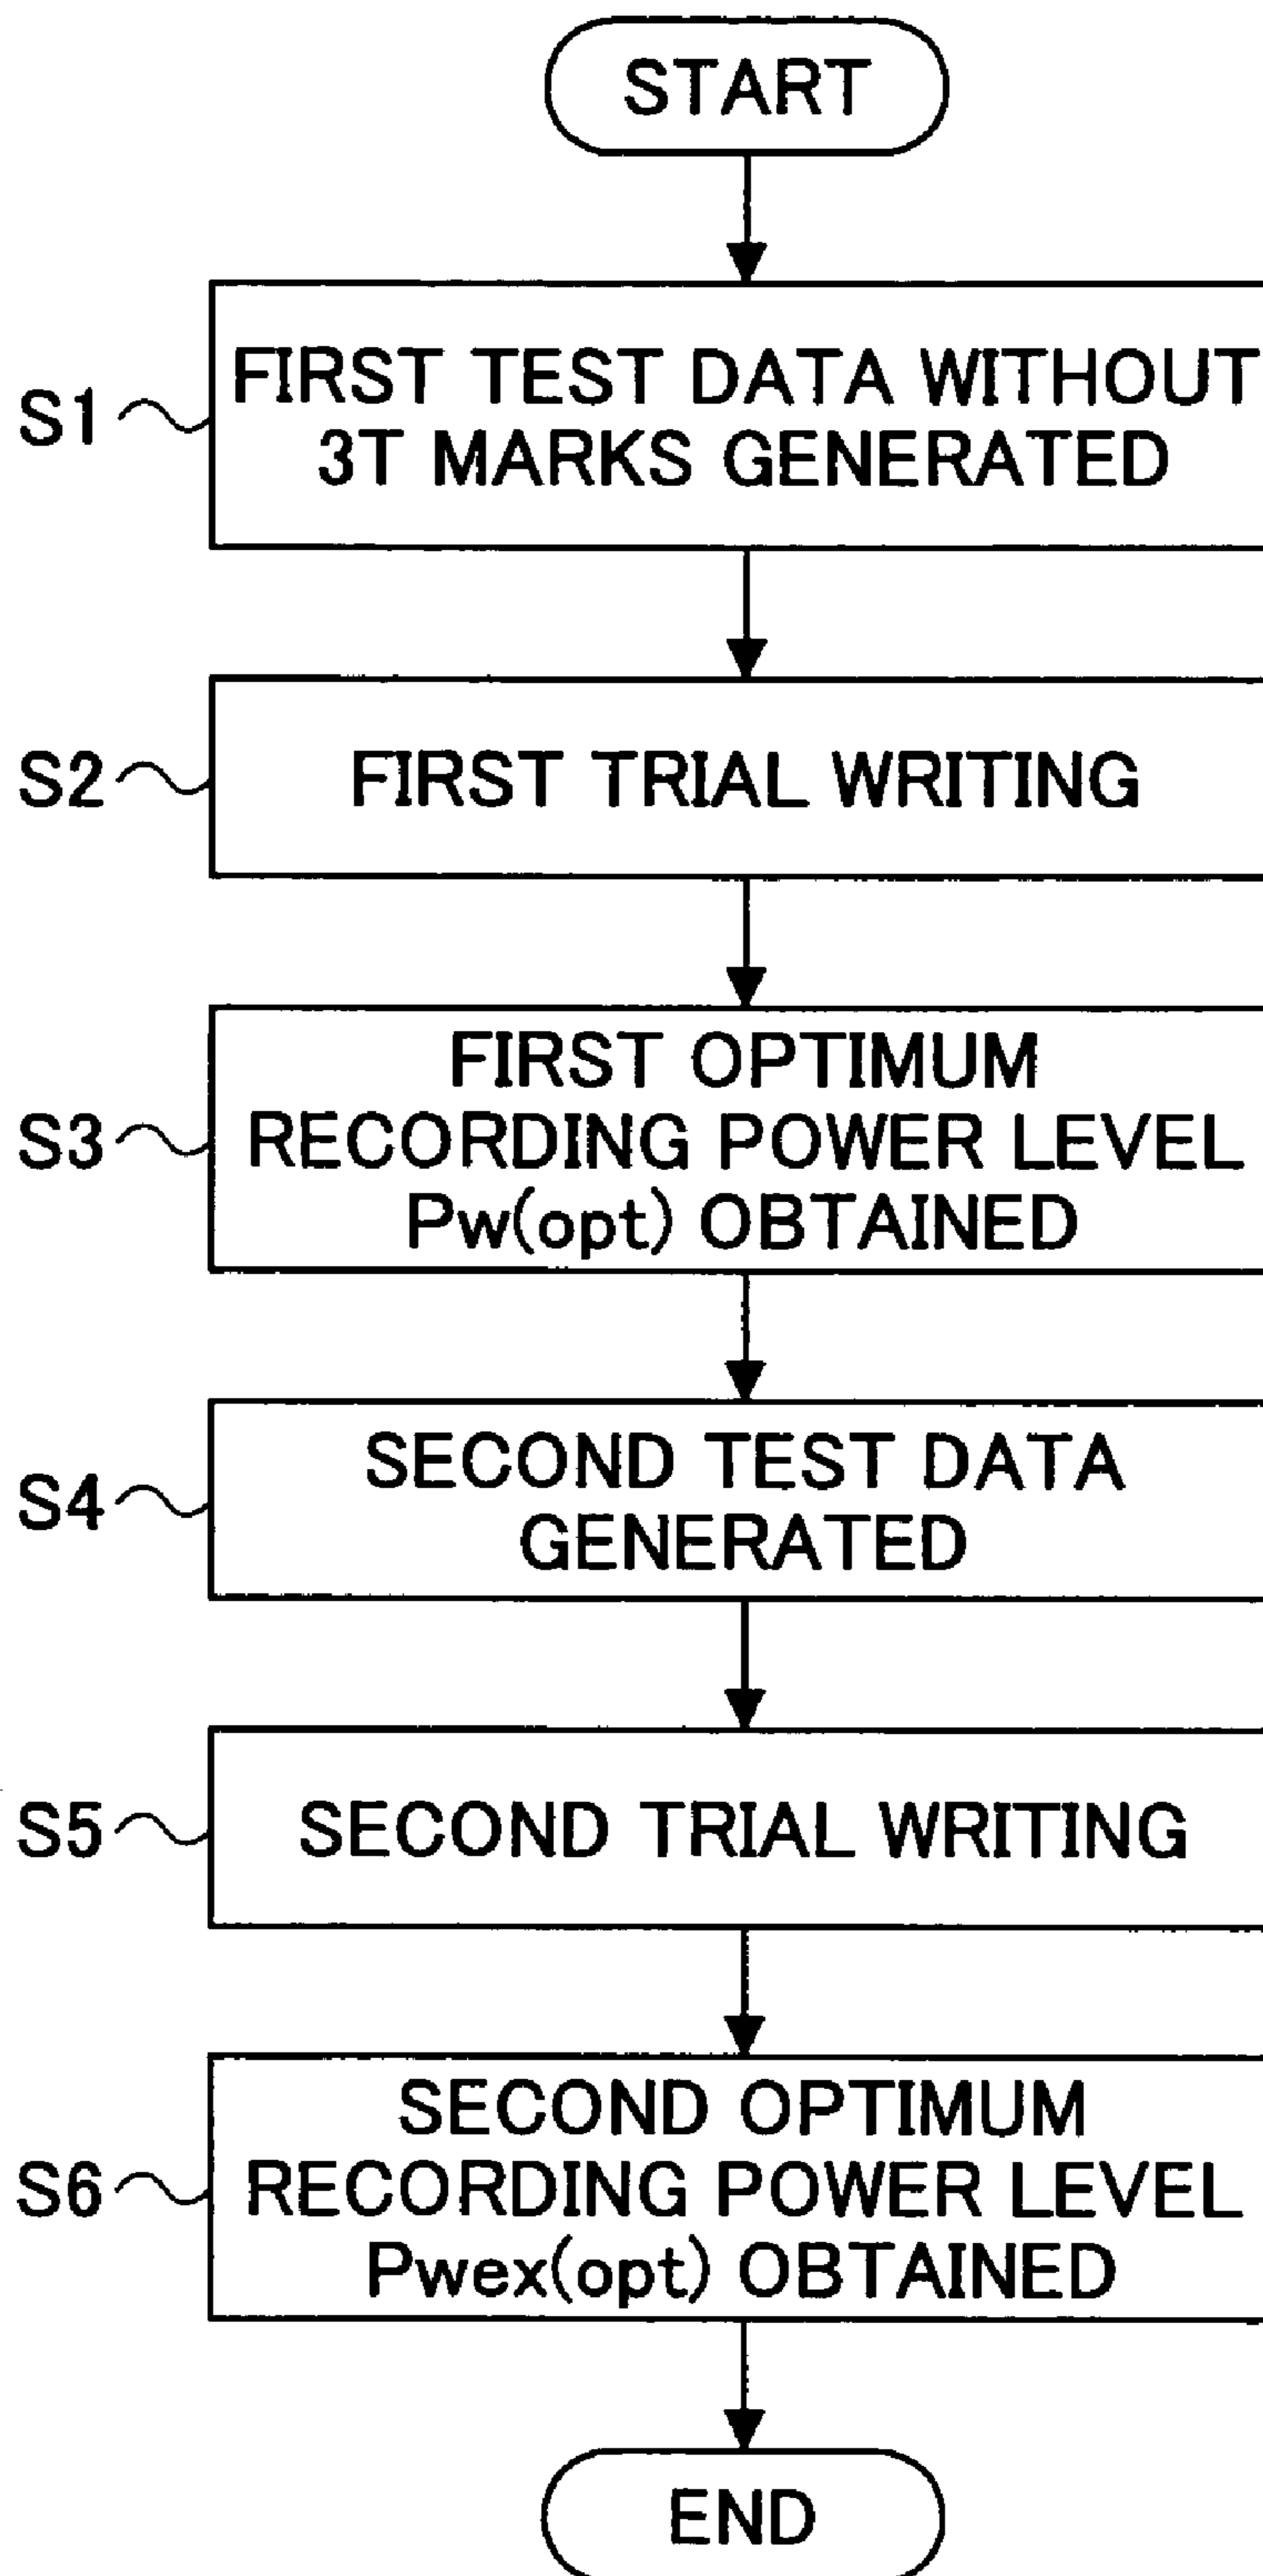 START
S1
FIRST TEST DATA WITHOUT
3T MARKS GENERATED
S2
FIRST TRIAL WRITING
S3
FIRST OPTIMUM
RECORDING POWER LEVEL
Pw(opt) OBTAINED
S4
SECOND TEST DATA
GENERATED
S5
SECOND TRIAL WRITING
S6
SECOND OPTIMUM
RECORDING POWER LEVEL
Pwex(opt) OBTAINED
END